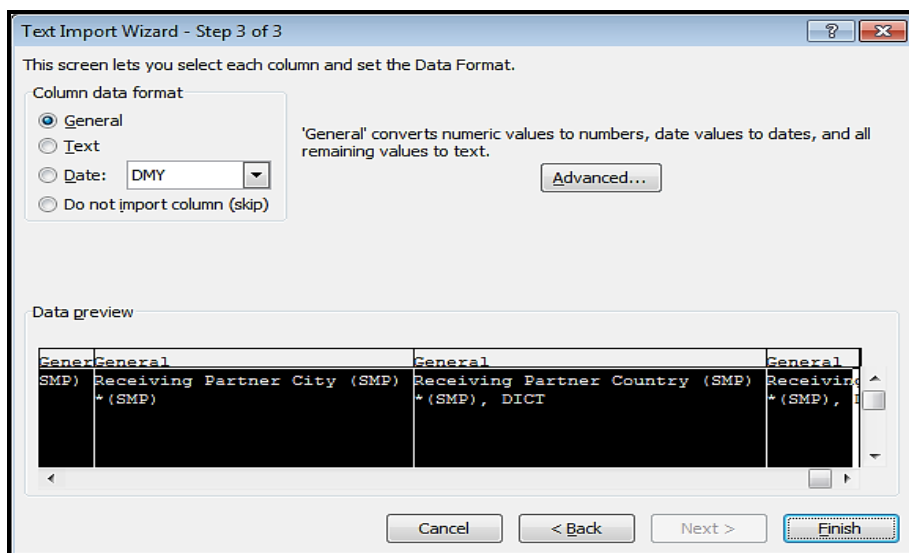 Text Import Wizard - Step 3 of 3
This screen lets you select each column and set the Data Format.
Column data format
General
Text
Date: DMY
Do not import column (skip)
'General' converts numeric values to numbers, date values to dates, and all
remaining values to text.
Advanced...
Data preview
Gener General General General
SMP) Receiving Partner City (SMP) Receiving Partner Country (SMP) Receiving
*(SMP) *(SMP), DICT *(SMP),
Cancel < Back Next > Finish